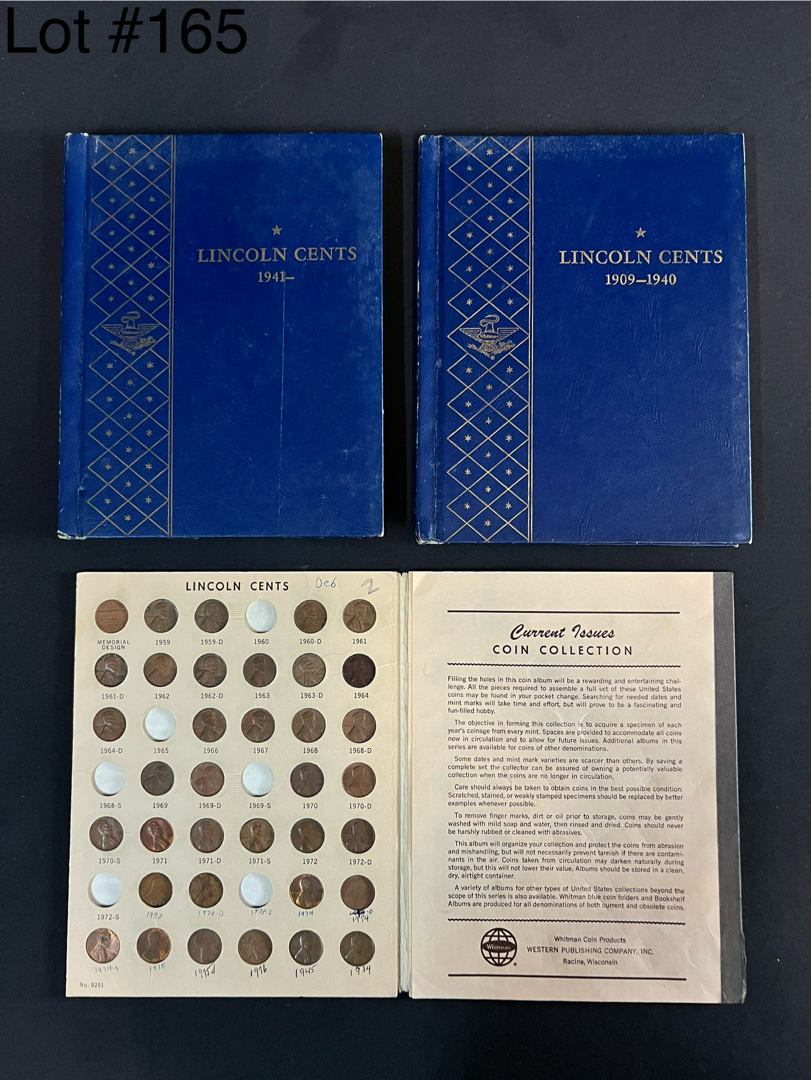 Lot #165
LINCOLN CENTS
1941–
Whitman
LINCOLN CENTS
1909–1940
Whitman
LINCOLN CENTS Deb. 2
MEMORIAL DESIGN 1959 1959-D 1960 1960-D 1961
1961-D 1962 1962-D 1963 1963-D 1964
1964-D 1965 1966 1967 1968 1968-D
1968-S 1969 1969-D 1969-S 1970 1970-D
1970-S 1971 1971-D 1971-S 1972 1972-D
1972-S 1973 1974
1974-S 1975 1975d 1976 1945 1934
No. 9201
Current Issues
COIN COLLECTION
Filling the holes in this coin album will be a rewarding and entertaining chal-
lenge. All the pieces required to assemble a full set of these United States
coins may be found in your pocket change. Searching for needed dates and
mint marks will take time and effort, but will prove to be a fascinating and
fun-filled hobby.
The objective in forming this collection is to acquire a specimen of each
year's coinage from every mint. Spaces are provided to accommodate all coins
now in circulation and to allow for future issues. Additional albums in this
series are available for coins of other denominations.
Some dates and mint mark varieties are scarcer than others. By saving a
complete set the collector can be assured of owning a potentially valuable
collection when the coins are no longer in circulation.
Care should always be taken to obtain coins in the best possible condition.
Scratched, stained, or weakly stamped specimens should be replaced by better
examples whenever possible.
To remove finger marks, dirt or oil prior to storage, coins may be gently
washed with mild soap and water, then rinsed and dried. Coins should never
be harshly rubbed or cleaned with abrasives.
This album will organize your collection and protect the coins from abrasion
and mishandling, but will not necessarily prevent tarnish if there are contami-
nants in the air. Coins taken from circulation may darken naturally during
storage, but this will not lower their value. Albums should be stored in a clean,
dry, airtight container.
A variety of albums for other types of United States collections beyond the
scope of this series is also available. Whitman blue coin folders and Bookshelf
Albums are produced for all denominations of both current and obsolete coins.
Whitman
Whitman Coin Products
WESTERN PUBLISHING COMPANY, INC.
Racine, Wisconsin